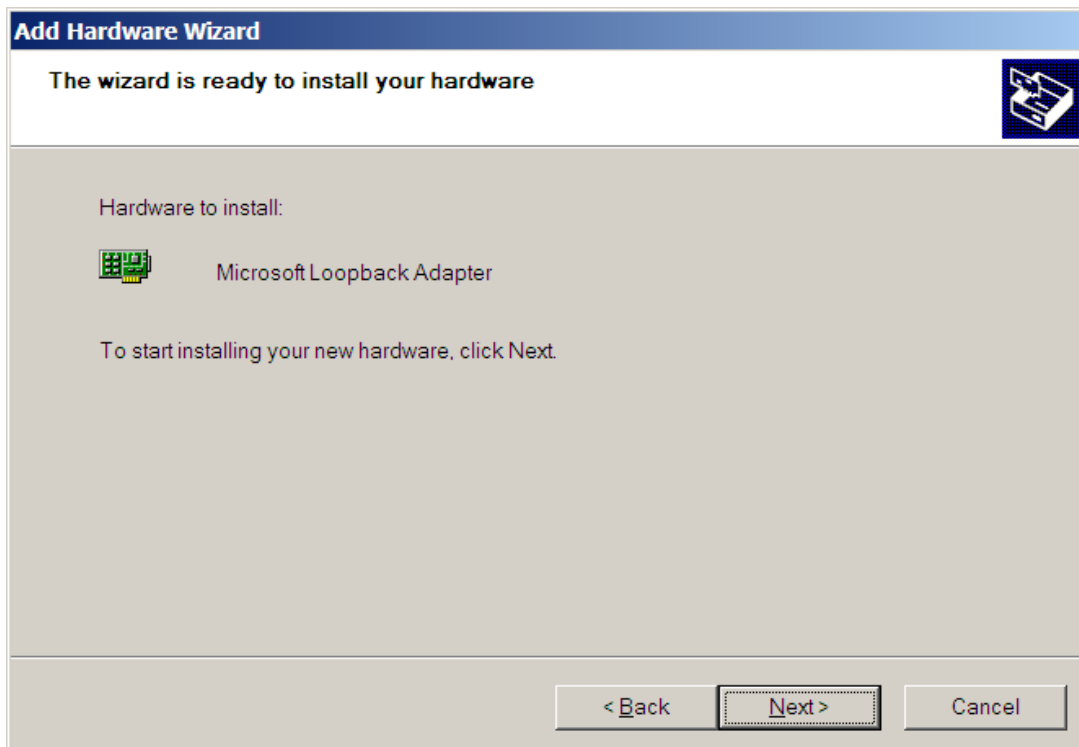 Add Hardware Wizard
The wizard is ready to install your hardware
Hardware to install:
Microsoft Loopback Adapter
To start installing your new hardware, click Next.
< Back
Next >
Cancel